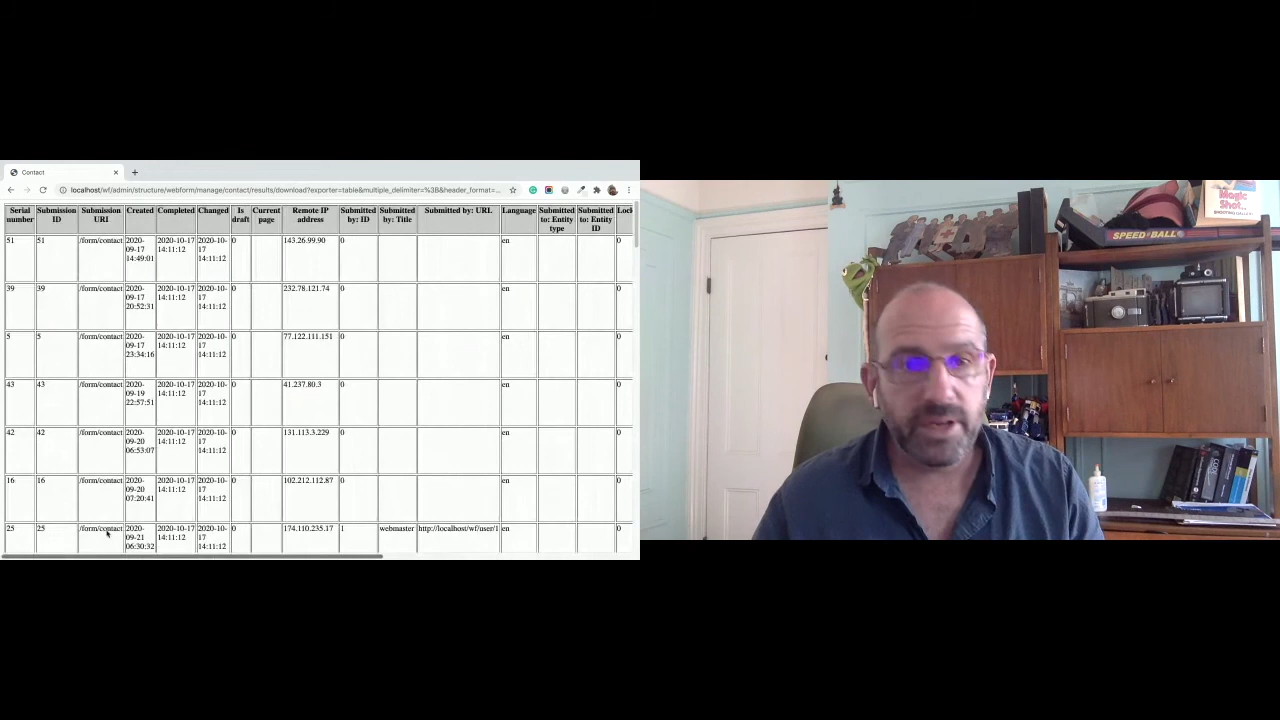 Contact
localhost/wf/admin/structure/webform/manage/contact/results/download?exporter=table&multiple_delimiter=%3B&header_format=...
Serial number Submission ID Submission URI Created Completed Changed Is draft Current page Remote IP address Submitted by: ID Submitted by: Title Submitted by: URL Language Submitted to: Entity type Submitted to: Entity ID Lock
51 51 /form/contact 2020-09-17 14:49:01 2020-10-17 14:11:12 2020-10-17 14:11:12 0 143.26.99.90 0 en 0
39 39 /form/contact 2020-09-17 20:52:31 2020-10-17 14:11:12 2020-10-17 14:11:12 0 232.78.121.74 0 en 0
5 5 /form/contact 2020-09-17 23:34:16 2020-10-17 14:11:12 2020-10-17 14:11:12 0 77.122.111.151 0 en 0
43 43 /form/contact 2020-09-19 22:57:51 2020-10-17 14:11:12 2020-10-17 14:11:12 0 41.237.80.3 0 en 0
42 42 /form/contact 2020-09-20 06:53:07 2020-10-17 14:11:12 2020-10-17 14:11:12 0 131.113.3.229 0 en 0
16 16 /form/contact 2020-09-20 07:20:41 2020-10-17 14:11:12 2020-10-17 14:11:12 0 102.212.112.87 0 en 0
25 25 /form/contact 2020-09-21 06:30:32 2020-10-17 14:11:12 2020-10-17 14:11:12 0 174.110.235.17 1 webmaster http://localhost/wf/user/1 en 0
Magic
Shot
SPEED-BALL